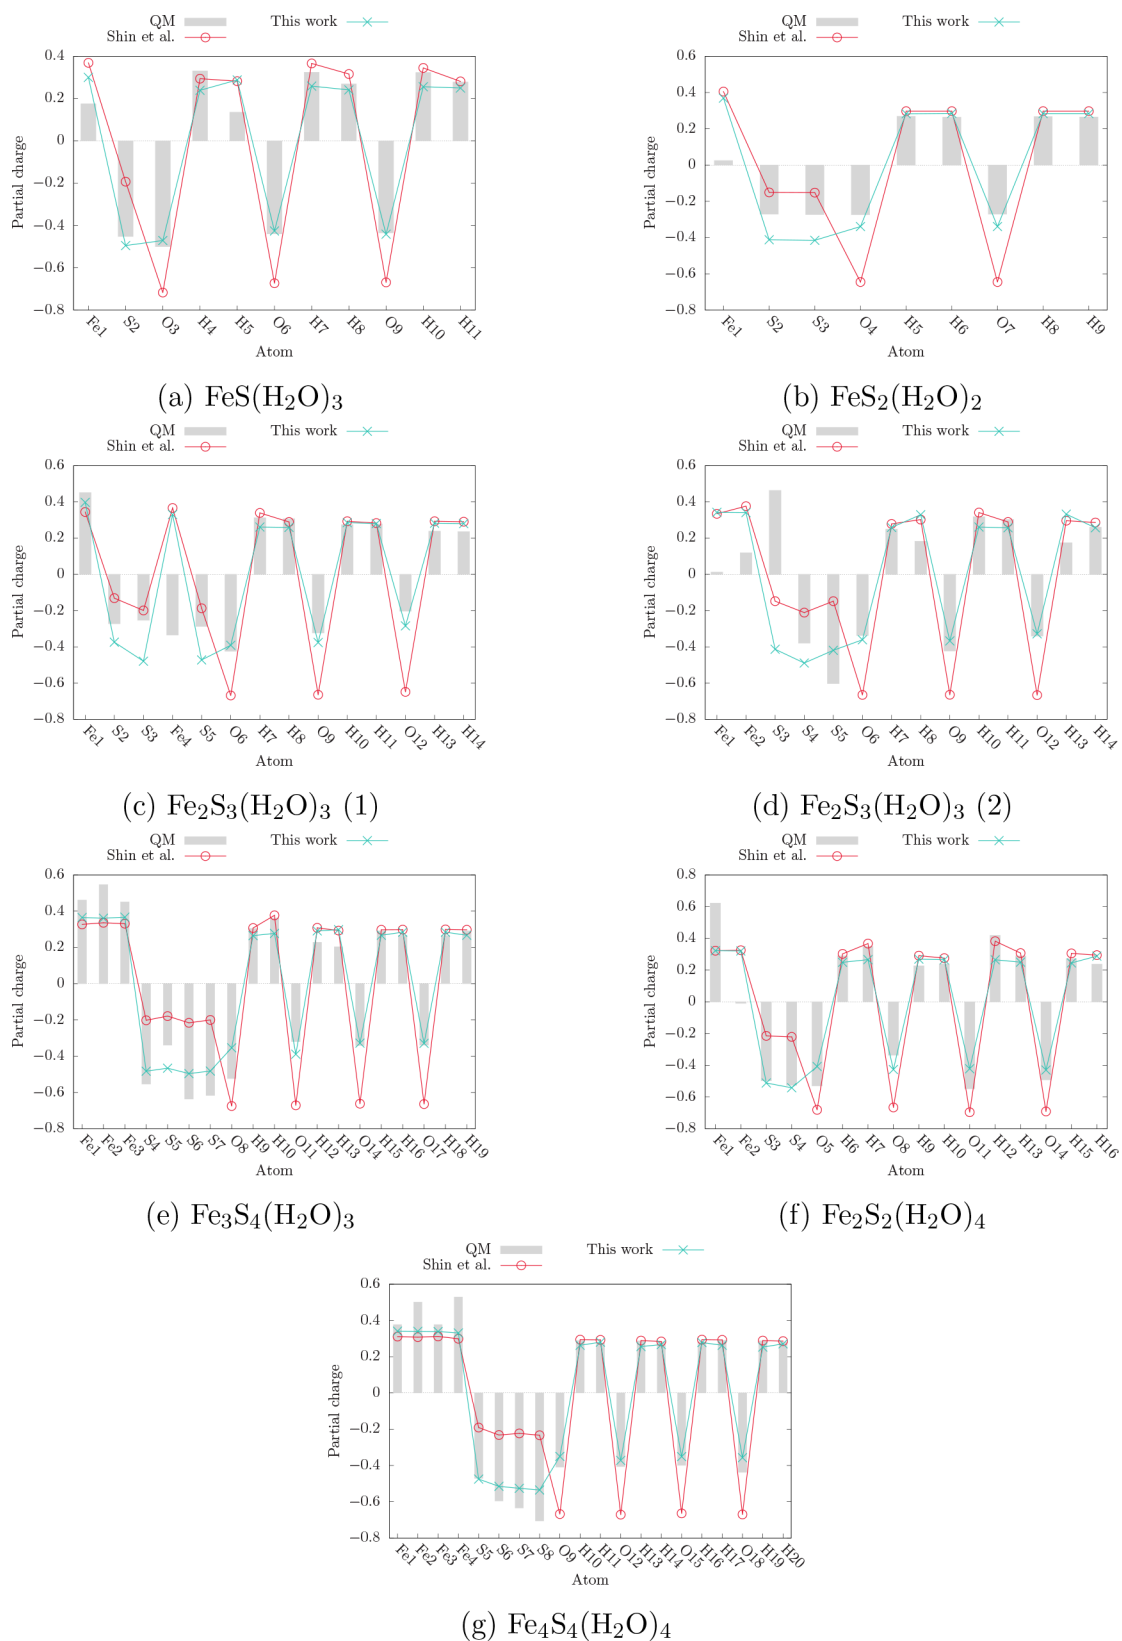 QM
This work
Shin et al.
0.4
0.2
0
−0.2
−0.4
−0.6
−0.8
Partial charge
Fe1 S2 O3 H4 H5 O6 H7 H8 O9 H10 H11
Atom
(a) FeS(H₂O)₃
QM
This work
Shin et al.
0.6
0.4
0.2
0
−0.2
−0.4
−0.6
−0.8
Partial charge
Fe1 S2 S3 O4 H5 H6 O7 H8 H9
Atom
(b) FeS₂(H₂O)₂
QM
This work
Shin et al.
0.6
0.4
0.2
0
−0.2
−0.4
−0.6
−0.8
Partial charge
Fe1 S2 S3 Fe4 S5 O6 H7 H8 O9 H10 H11 O12 H13 H14
Atom
(c) Fe₂S₃(H₂O)₃ (1)
QM
This work
Shin et al.
0.6
0.4
0.2
0
−0.2
−0.4
−0.6
−0.8
Partial charge
Fe1 Fe2 S3 S4 S5 O6 H7 H8 O9 H10 H11 O12 H13 H14
Atom
(d) Fe₂S₃(H₂O)₃ (2)
QM
This work
Shin et al.
0.6
0.4
0.2
0
−0.2
−0.4
−0.6
−0.8
Partial charge
Fe1 Fe2 Fe3 S4 S5 S6 S7 O8 H9 H10 O11 H12 H13 O14 H15 H16 O17 H18 H19
Atom
(e) Fe₃S₄(H₂O)₃
QM
This work
Shin et al.
0.8
0.6
0.4
0.2
0
−0.2
−0.4
−0.6
−0.8
Partial charge
Fe1 Fe2 S3 S4 O5 H6 H7 O8 H9 H10 O11 H12 H13 O14 H15 H16
Atom
(f) Fe₂S₂(H₂O)₄
QM
This work
Shin et al.
0.6
0.4
0.2
0
−0.2
−0.4
−0.6
−0.8
Partial charge
Fe1 Fe2 Fe3 Fe4 S5 S6 S7 S8 O9 H10 H11 O12 H13 H14 O15 H16 H17 O18 H19 H20
Atom
(g) Fe₄S₄(H₂O)₄